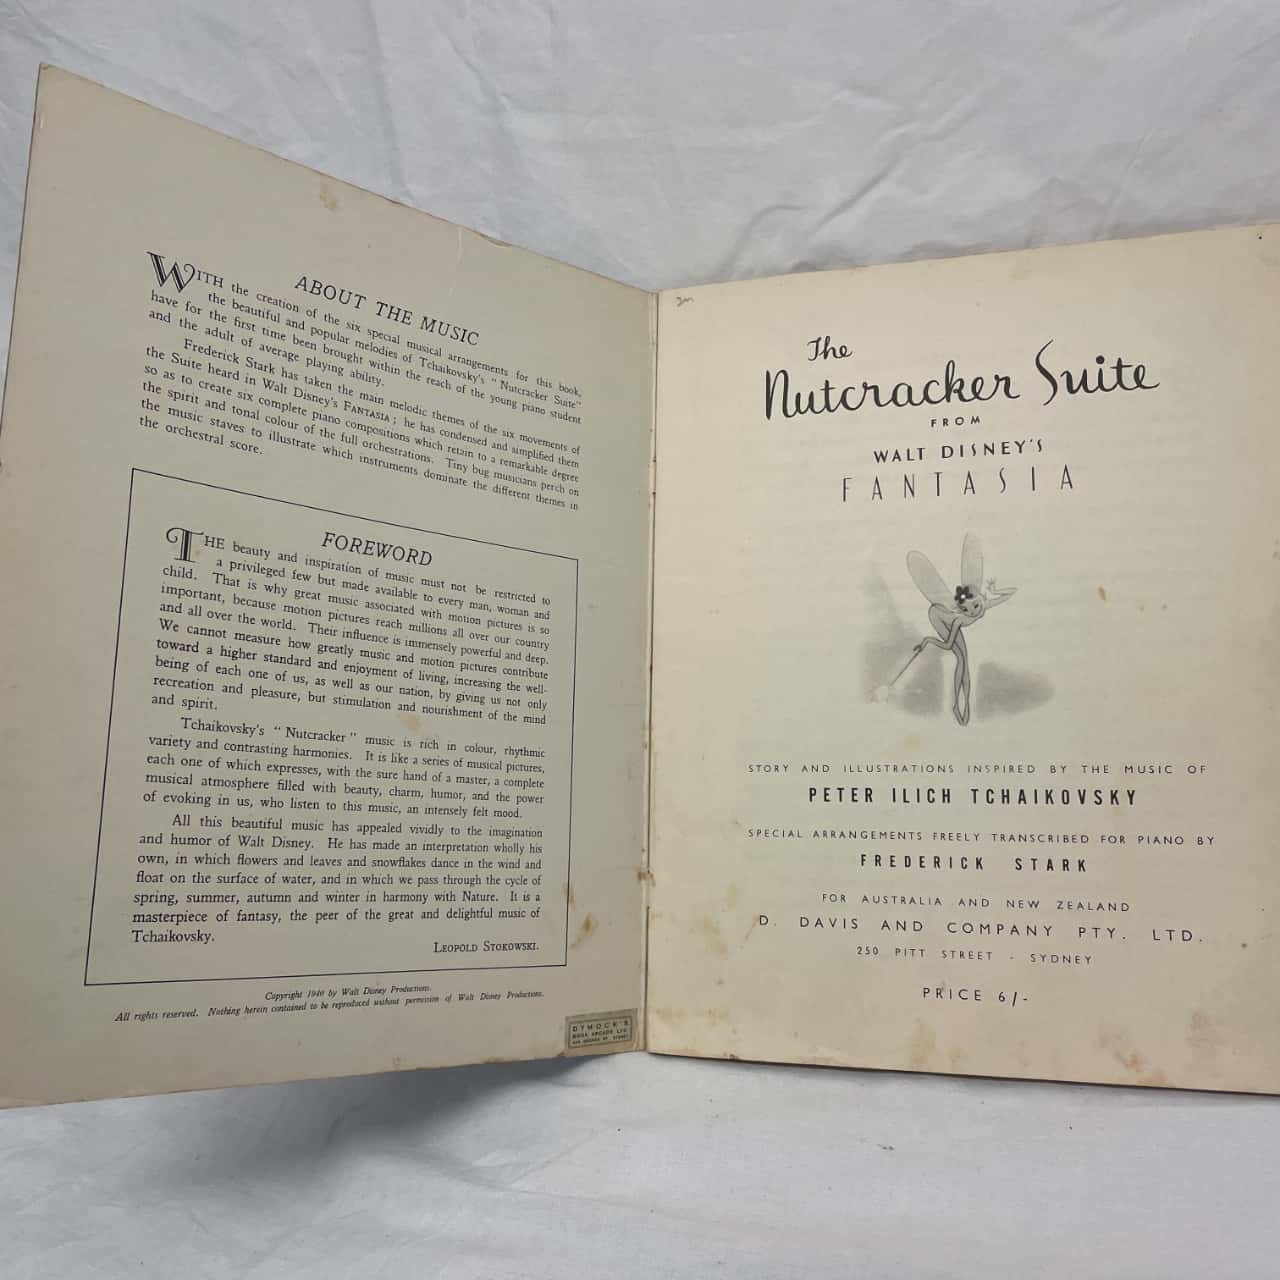 ABOUT THE MUSIC
WITH the creation of the six special musical arrangements for this book,
the beautiful and popular melodies of Tchaikovsky's "Nutcracker Suite"
have for the first time been brought within the reach of the young piano student
and the adult of average playing ability.
Frederick Stark has taken the main melodic themes of the six movements of
the Suite heard in Walt Disney's FANTASIA; he has condensed and simplified them
so as to create six complete piano compositions which retain to a remarkable degree
the spirit and tonal colour of the full orchestrations. Tiny bug musicians perch on
the music staves to illustrate which instruments dominate the different themes in
the orchestral score.
FOREWORD
THE beauty and inspiration of music must not be restricted to
a privileged few but made available to every man, woman and
child. That is why great music associated with motion pictures is so
important, because motion pictures reach millions all over our country
and all over the world. Their influence is immensely powerful and deep.
We cannot measure how greatly music and motion pictures contribute
toward a higher standard and enjoyment of living, increasing the well-
being of each one of us, as well as our nation, by giving us not only
recreation and pleasure, but stimulation and nourishment of the mind
and spirit.
Tchaikovsky's "Nutcracker" music is rich in colour, rhythmic
variety and contrasting harmonies. It is like a series of musical pictures,
each one of which expresses, with the sure hand of a master, a complete
musical atmosphere filled with beauty, charm, humor, and the power
of evoking in us, who listen to this music, an intensely felt mood.
All this beautiful music has appealed vividly to the imagination
and humor of Walt Disney. He has made an interpretation wholly his
own, in which flowers and leaves and snowflakes dance in the wind and
float on the surface of water, and in which we pass through the cycle of
spring, summer, autumn and winter in harmony with Nature. It is a
masterpiece of fantasy, the peer of the great and delightful music of
Tchaikovsky.
LEOPOLD STOKOWSKI.
Copyright 1940 by Walt Disney Productions.
All rights reserved. Nothing herein contained to be reproduced without permission of Walt Disney Productions.
DYMOCK'S
BOOK ARCADE LTD.
SYDNEY
The
Nutcracker Suite
FROM
WALT DISNEY'S
FANTASIA
STORY AND ILLUSTRATIONS INSPIRED BY THE MUSIC OF
PETER ILICH TCHAIKOVSKY
SPECIAL ARRANGEMENTS FREELY TRANSCRIBED FOR PIANO BY
FREDERICK STARK
FOR AUSTRALIA AND NEW ZEALAND
D. DAVIS AND COMPANY PTY. LTD.
250 PITT STREET - SYDNEY
PRICE 6/-